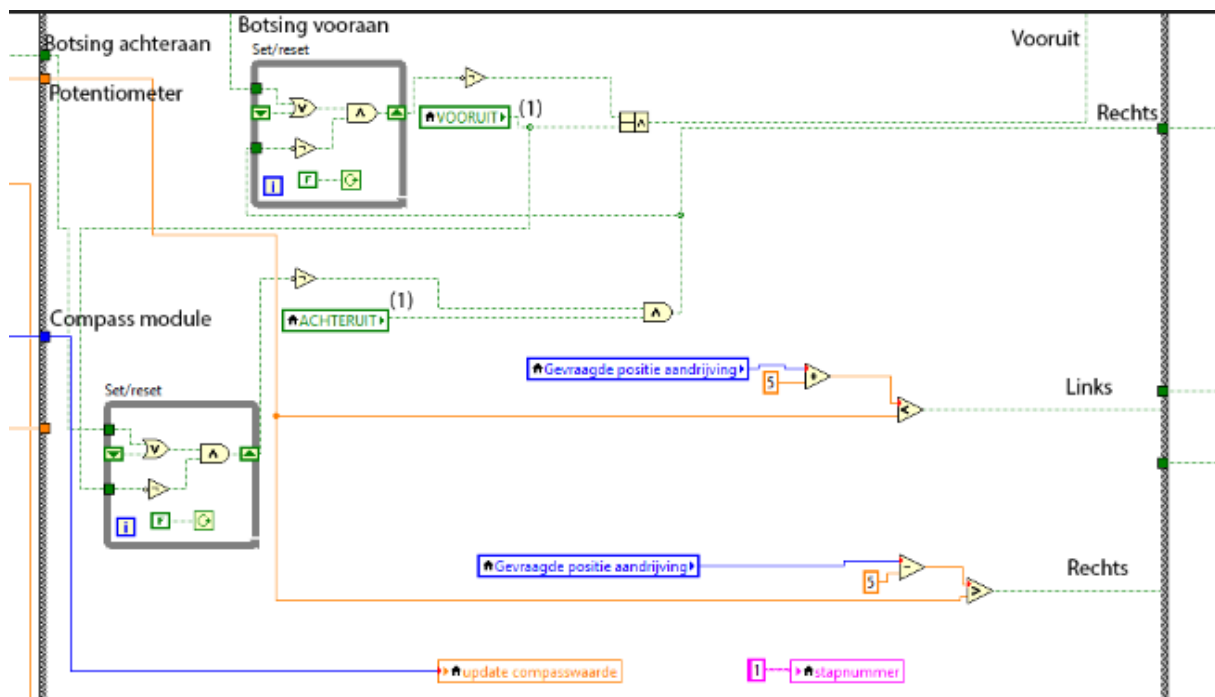 Botsing vooraan
Vooruit
Botsing achteraan
Set/reset
Potentiometer
VOORUIT
(1)
Rechts
i
F
(1)
ACHTERUIT
Compass module
Gevraagde positie aandrijving
5
Set/reset
Links
i
F
Gevraagde positie aandrijving
5
Rechts
update compasswaarde
1
stapnummer